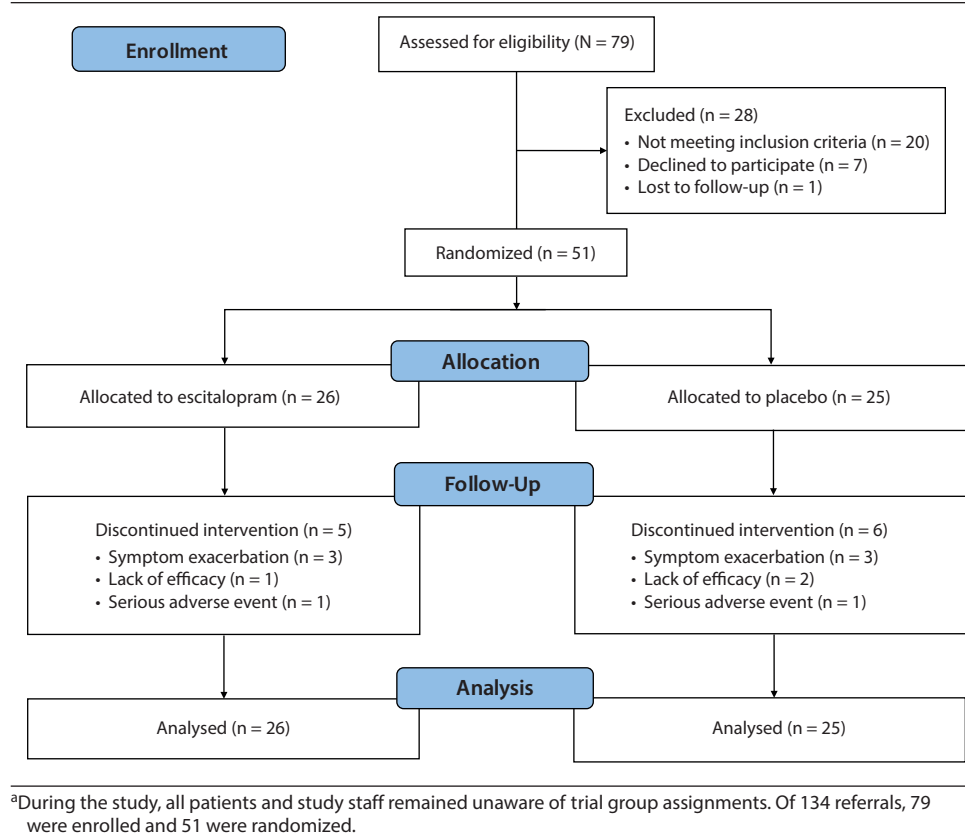 Enrollment
Assessed for eligibility (N = 79)
Excluded (n = 28)
• Not meeting inclusion criteria (n = 20)
• Declined to participate (n = 7)
• Lost to follow-up (n = 1)
Randomized (n = 51)
Allocation
Allocated to escitalopram (n = 26)
Allocated to placebo (n = 25)
Follow-Up
Discontinued intervention (n = 5)
• Symptom exacerbation (n = 3)
• Lack of efficacy (n = 1)
• Serious adverse event (n = 1)
Discontinued intervention (n = 6)
• Symptom exacerbation (n = 3)
• Lack of efficacy (n = 2)
• Serious adverse event (n = 1)
Analysis
Analysed (n = 26)
Analysed (n = 25)
aDuring the study, all patients and study staff remained unaware of trial group assignments. Of 134 referrals, 79
were enrolled and 51 were randomized.